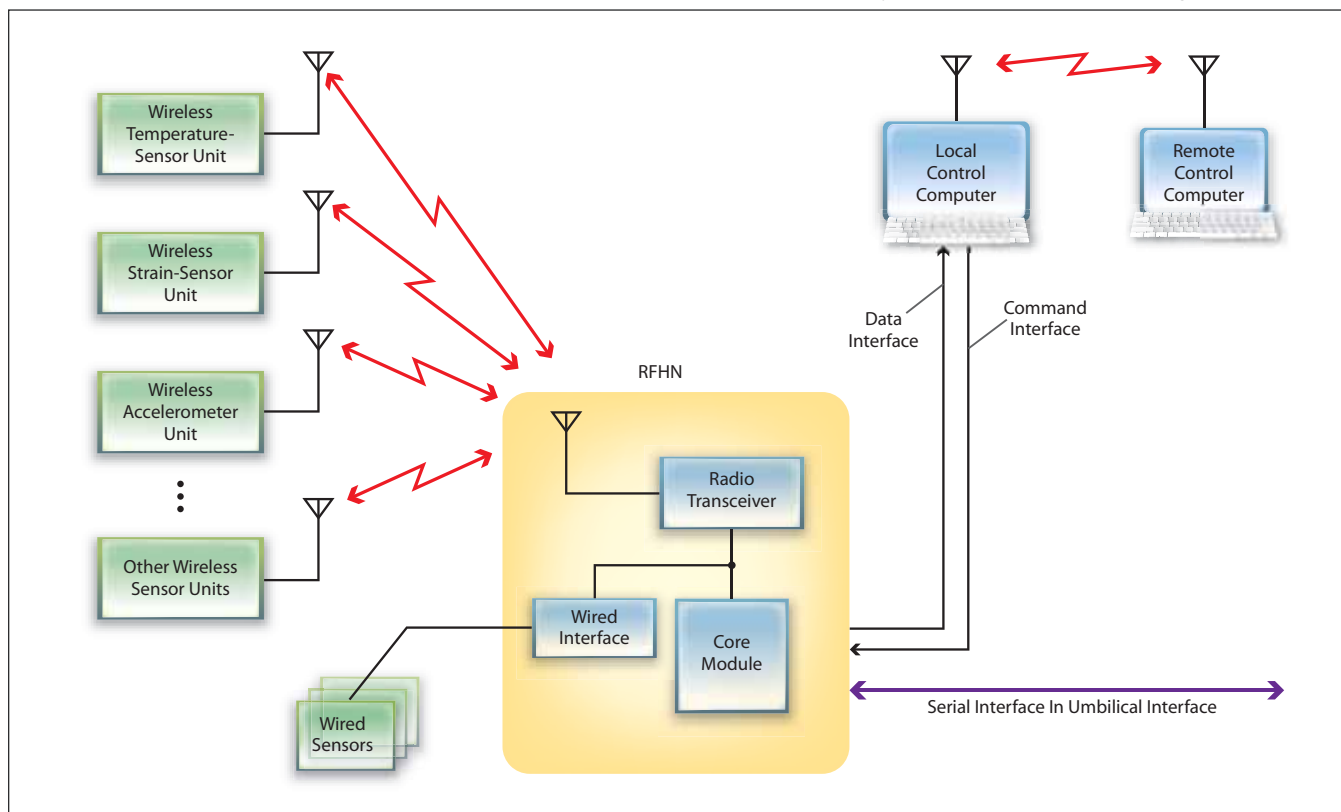 Wireless
Temperature-
Sensor Unit
Wireless
Strain-Sensor
Unit
Wireless
Accelerometer
Unit
Other Wireless
Sensor Units
Wired
Sensors
RFHN
Radio
Transceiver
Wired
Interface
Core
Module
Local
Control
Computer
Remote
Control
Computer
Data
Interface
Command
Interface
Serial Interface In Umbilical Interface